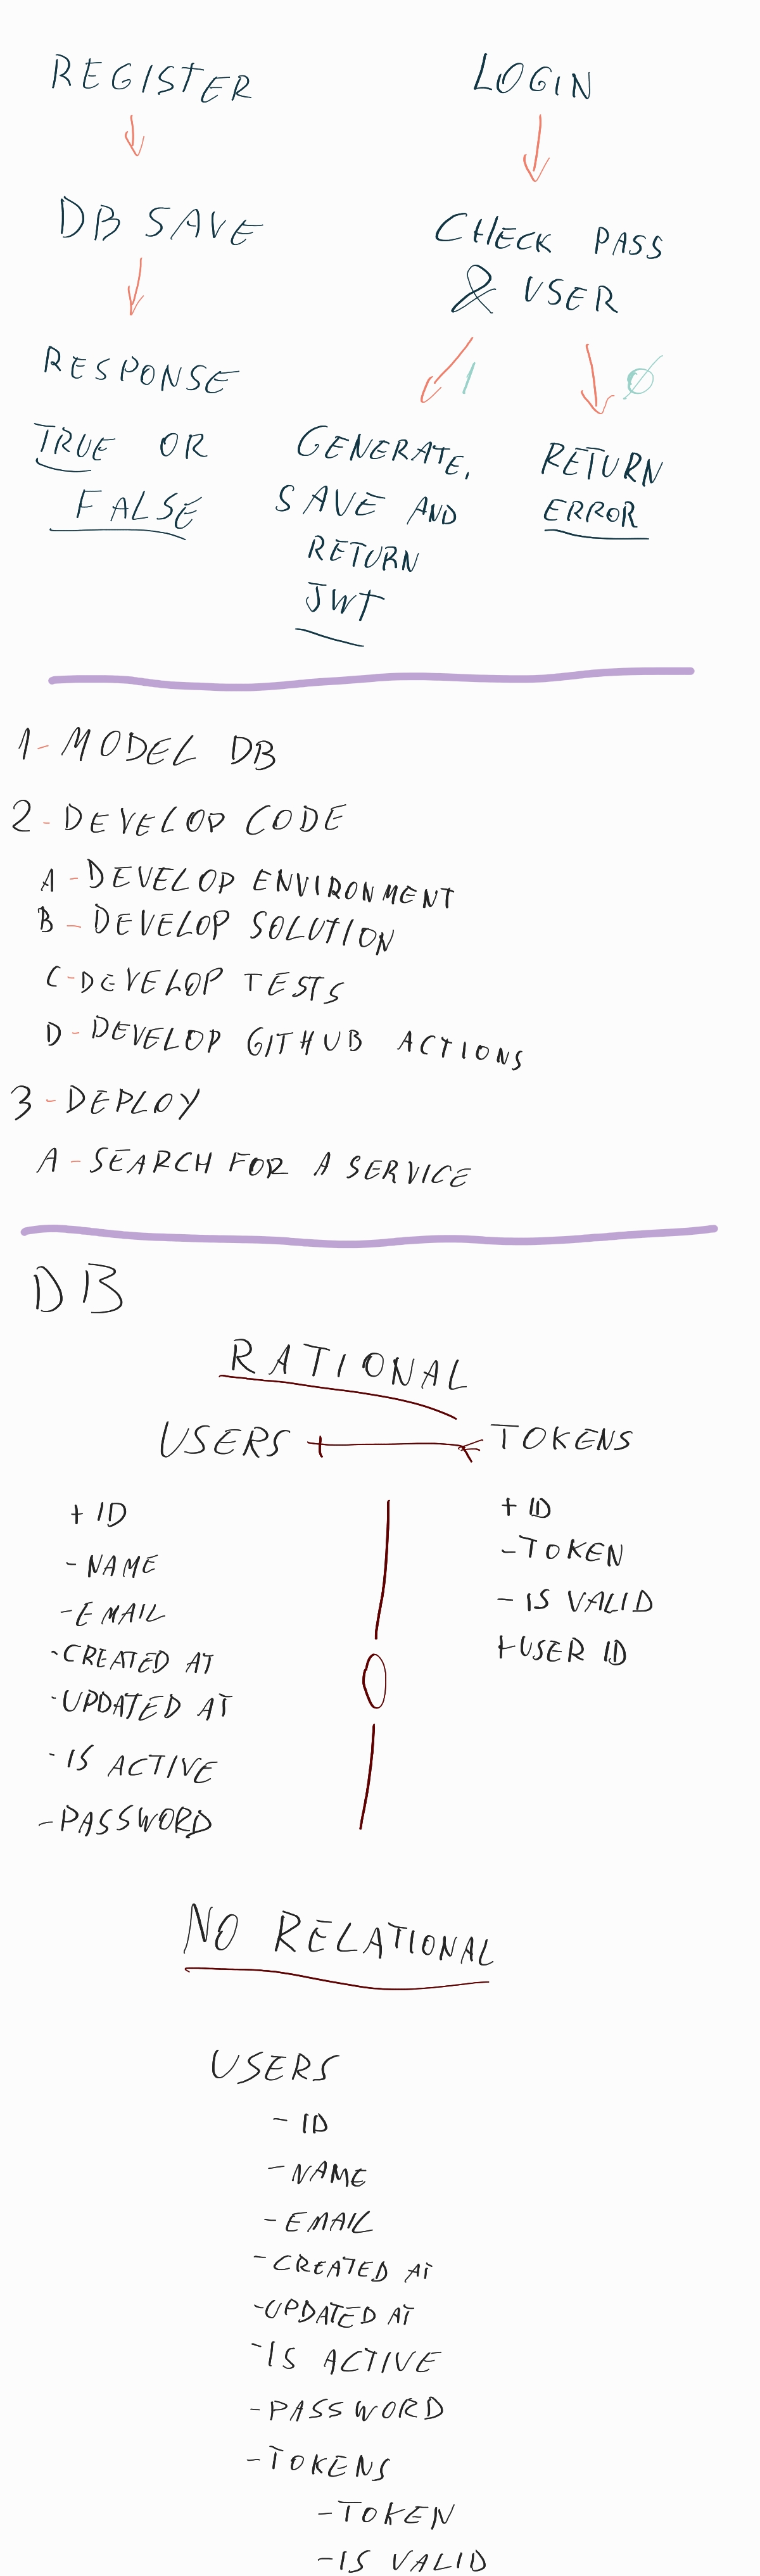 REGISTER
DB SAVE
RESPONSE
TRUE OR
FALSE
LOGIN
CHECK PASS
& USER
1
Ø
GENERATE,
SAVE AND
RETURN
JWT
RETURN
ERROR
1-MODEL DB
2-DEVELOP CODE
A-DEVELOP ENVIRONMENT
B-DEVELOP SOLUTION
C-DEVELOP TESTS
D-DEVELOP GITHUB ACTIONS
3-DEPLOY
A-SEARCH FOR A SERVICE
DB
RATIONAL
USERS
+ ID
- NAME
- EMAIL
- CREATED AT
- UPDATED AT
- IS ACTIVE
- PASSWORD
TOKENS
+ ID
- TOKEN
- IS VALID
+ USER ID
NO RELATIONAL
USERS
- ID
- NAME
- EMAIL
- CREATED AT
- UPDATED AT
- IS ACTIVE
- PASSWORD
- TOKENS
- TOKEN
- IS VALID